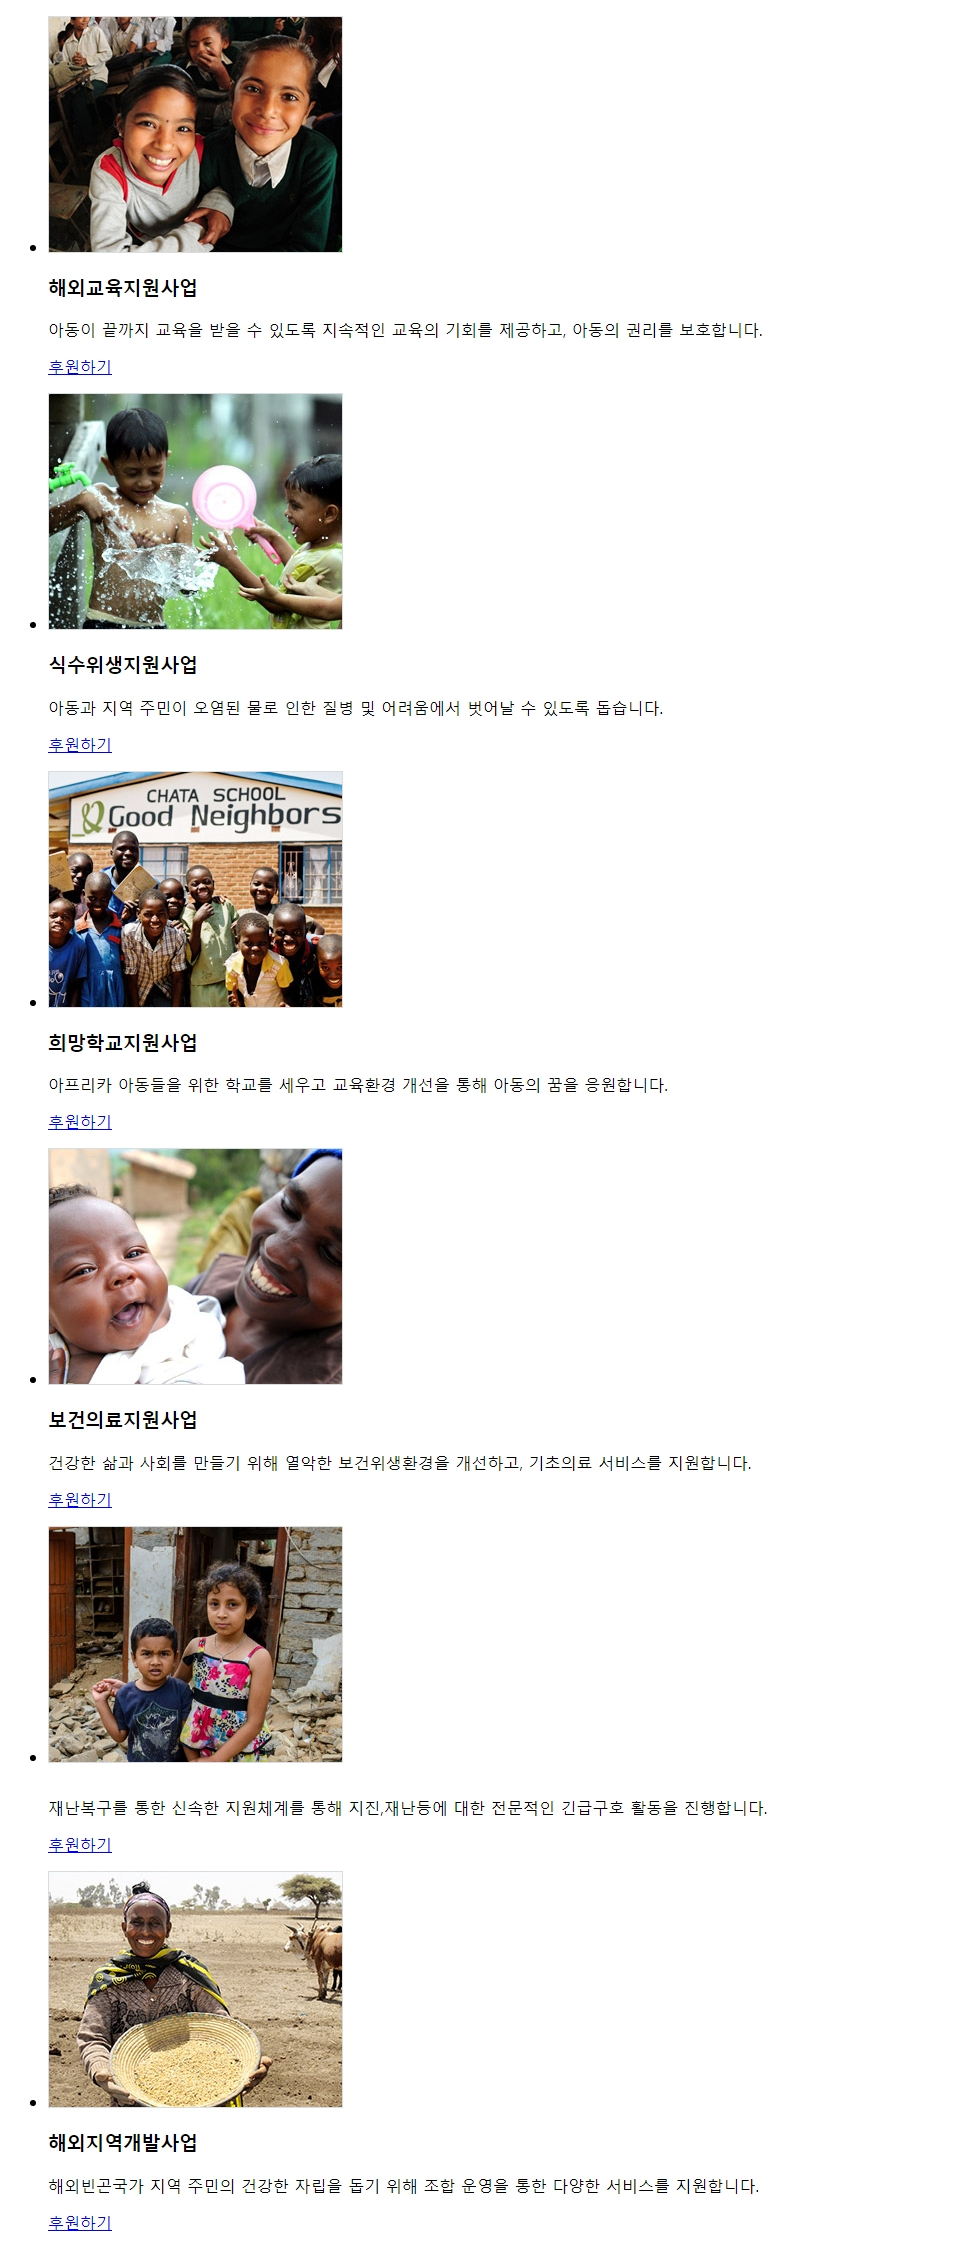 해외교육지원사업
아동이 끝까지 교육을 받을 수 있도록 지속적인 교육의 기회를 제공하고, 아동의 권리를 보호합니다.
후원하기
식수위생지원사업
아동과 지역 주민이 오염된 물로 인한 질병 및 어려움에서 벗어날 수 있도록 돕습니다.
후원하기
CHATA SCHOOL
Good Neighbors
희망학교지원사업
아프리카 아동들을 위한 학교를 세우고 교육환경 개선을 통해 아동의 꿈을 응원합니다.
후원하기
보건의료지원사업
건강한 삶과 사회를 만들기 위해 열악한 보건위생환경을 개선하고, 기초의료 서비스를 지원합니다.
후원하기
재난복구를 통한 신속한 지원체계를 통해 지진,재난등에 대한 전문적인 긴급구호 활동을 진행합니다.
후원하기
해외지역개발사업
해외빈곤국가 지역 주민의 건강한 자립을 돕기 위해 조합 운영을 통한 다양한 서비스를 지원합니다.
후원하기